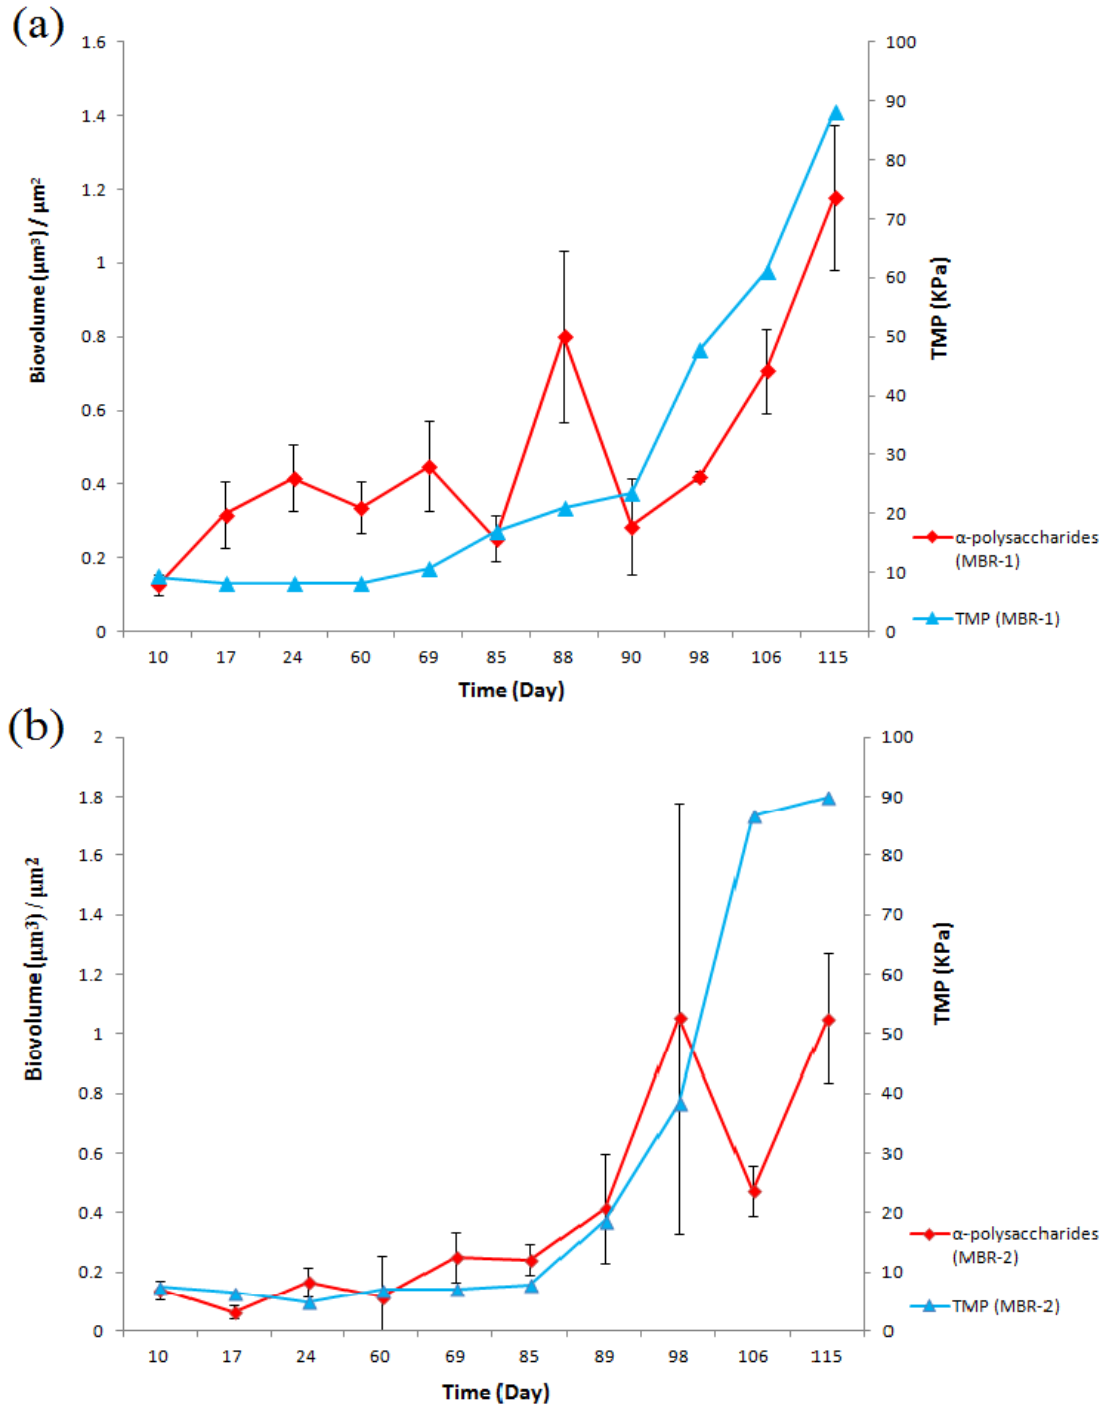 (a)
1.6
1.4
1.2
1
0.8
0.6
0.4
0.2
0
Biovolume (µm³) / µm²
100
90
80
70
60
50
40
30
20
10
0
TMP (KPa)
10 17 24 60 69 85 88 90 98 106 115
Time (Day)
α-polysaccharides
(MBR-1)
TMP (MBR-1)
(b)
2
1.8
1.6
1.4
1.2
1
0.8
0.6
0.4
0.2
0
Biovolume (µm³) / µm²
100
90
80
70
60
50
40
30
20
10
0
TMP (KPa)
10 17 24 60 69 85 89 98 106 115
Time (Day)
α-polysaccharides
(MBR-2)
TMP (MBR-2)